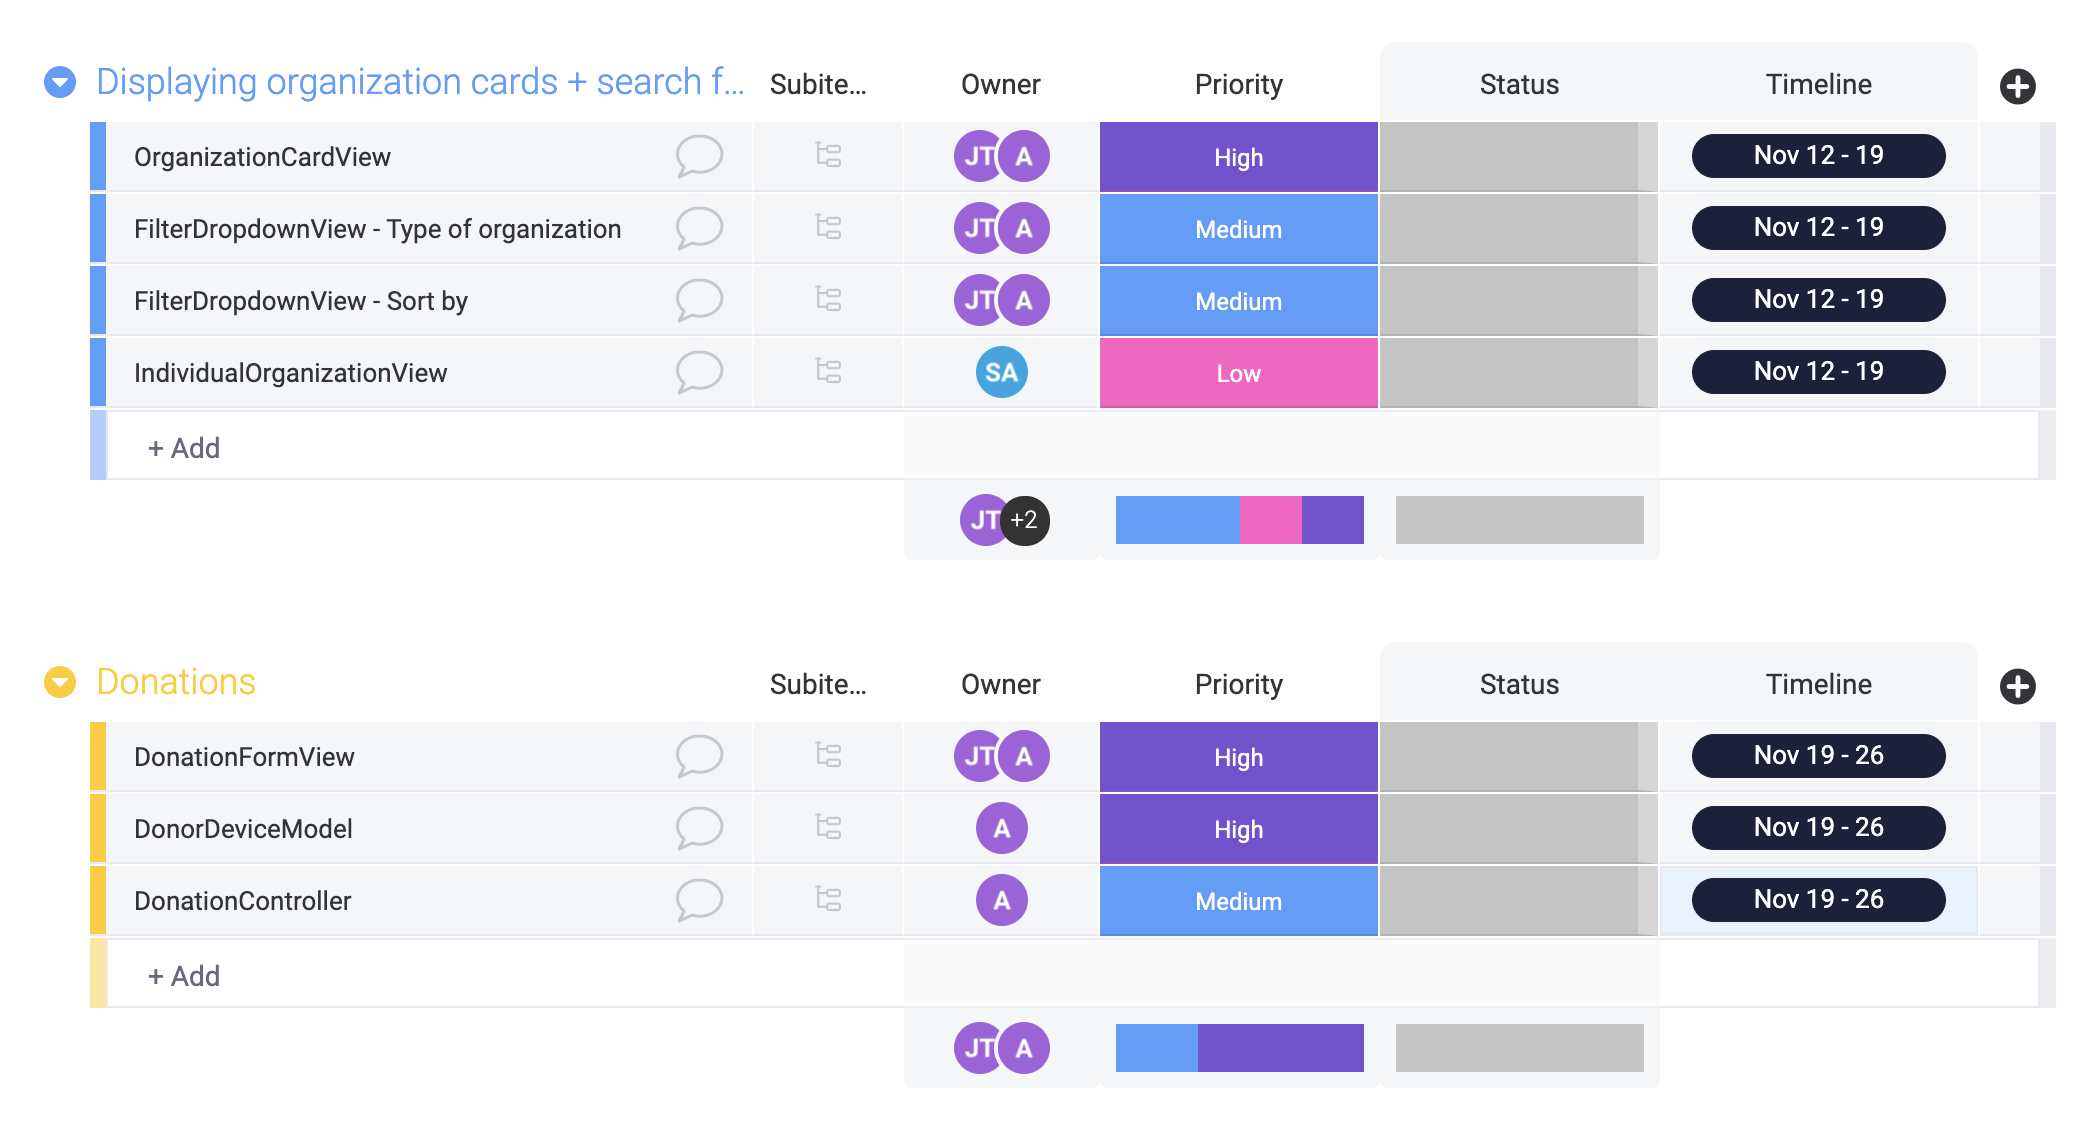 Displaying organization cards + search f... Subite... Owner Priority Status Timeline
OrganizationCardView JT A High Nov 12 - 19
FilterDropdownView - Type of organization JT A Medium Nov 12 - 19
FilterDropdownView - Sort by JT A Medium Nov 12 - 19
IndividualOrganizationView SA Low Nov 12 - 19
+ Add
JT +2
Donations Subite... Owner Priority Status Timeline
DonationFormView JT A High Nov 19 - 26
DonorDeviceModel A High Nov 19 - 26
DonationController A Medium Nov 19 - 26
+ Add
JT A